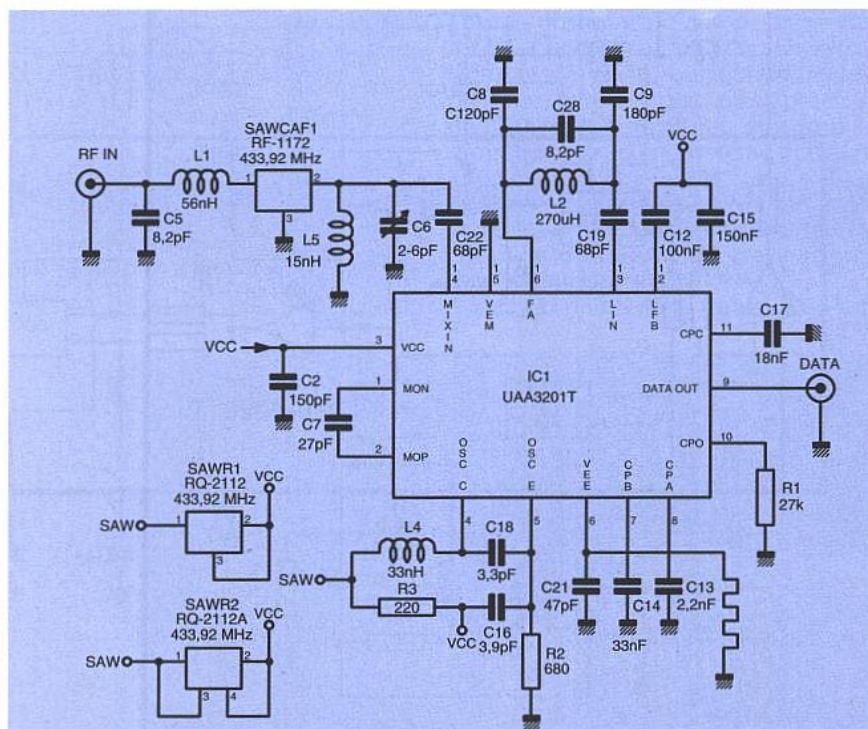 C8
C120pF
C28
8,2pF
C9
180pF
VCC
RF IN
L1
56nH
SAWCAF1
RF-1172
433,92 MHz
1
2
3
C5
8,2pF
L5
15nH
C6
2-6pF
C22
68pF
L2
270uH
C19
68pF
C12
100nF
C15
150nF
14
15
16
13
12
MIXIN
VEM
FA
LIN
LFB
VCC
3
VCC
C2
150pF
1
MON
C7
27pF
2
MOP
IC1
UAA3201T
CPC
11
C17
18nF
DATA OUT
9
DATA
CPO
10
R1
27k
OSC C
OSC E
VEE
CPB
CPA
4
5
6
7
8
SAWR1
RQ-2112
433,92 MHz
VCC
SAW
1
2
3
SAWR2
RQ-2112A
433,92 MHz
VCC
SAW
1
2
3
4
SAW
L4
33nH
C18
3,3pF
R3
220
VCC
C16
3,9pF
R2
680
C21
47pF
C14
33nF
C13
2,2nF